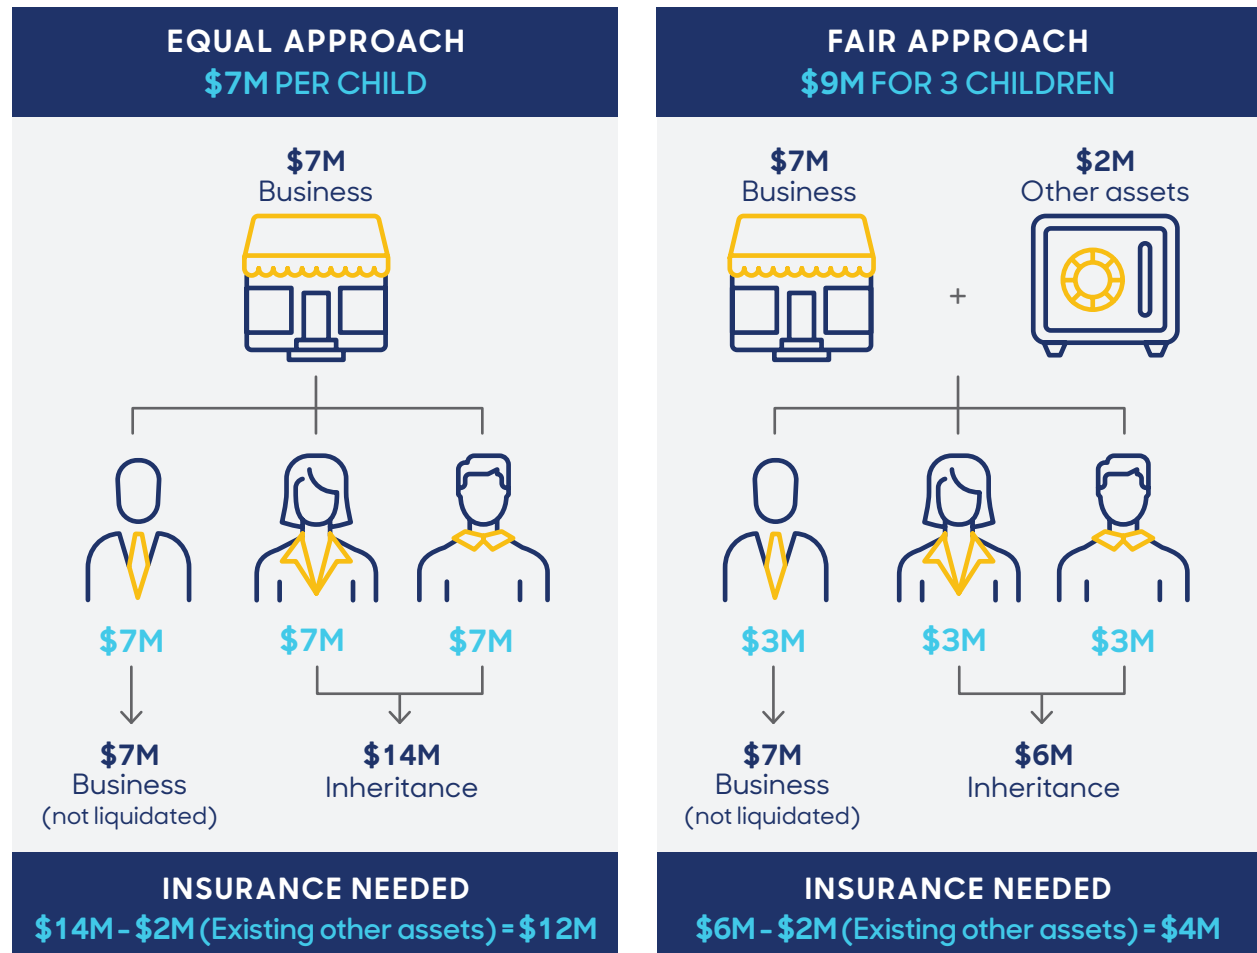 EQUAL APPROACH
$7M PER CHILD
$7M
Business
$7M
$7M
$7M
$7M
Business
(not liquidated)
$14M
Inheritance
INSURANCE NEEDED
$14M - $2M (Existing other assets) = $12M
FAIR APPROACH
$9M FOR 3 CHILDREN
$7M
Business
+
$2M
Other assets
$3M
$3M
$3M
$7M
Business
(not liquidated)
$6M
Inheritance
INSURANCE NEEDED
$6M - $2M (Existing other assets) = $4M